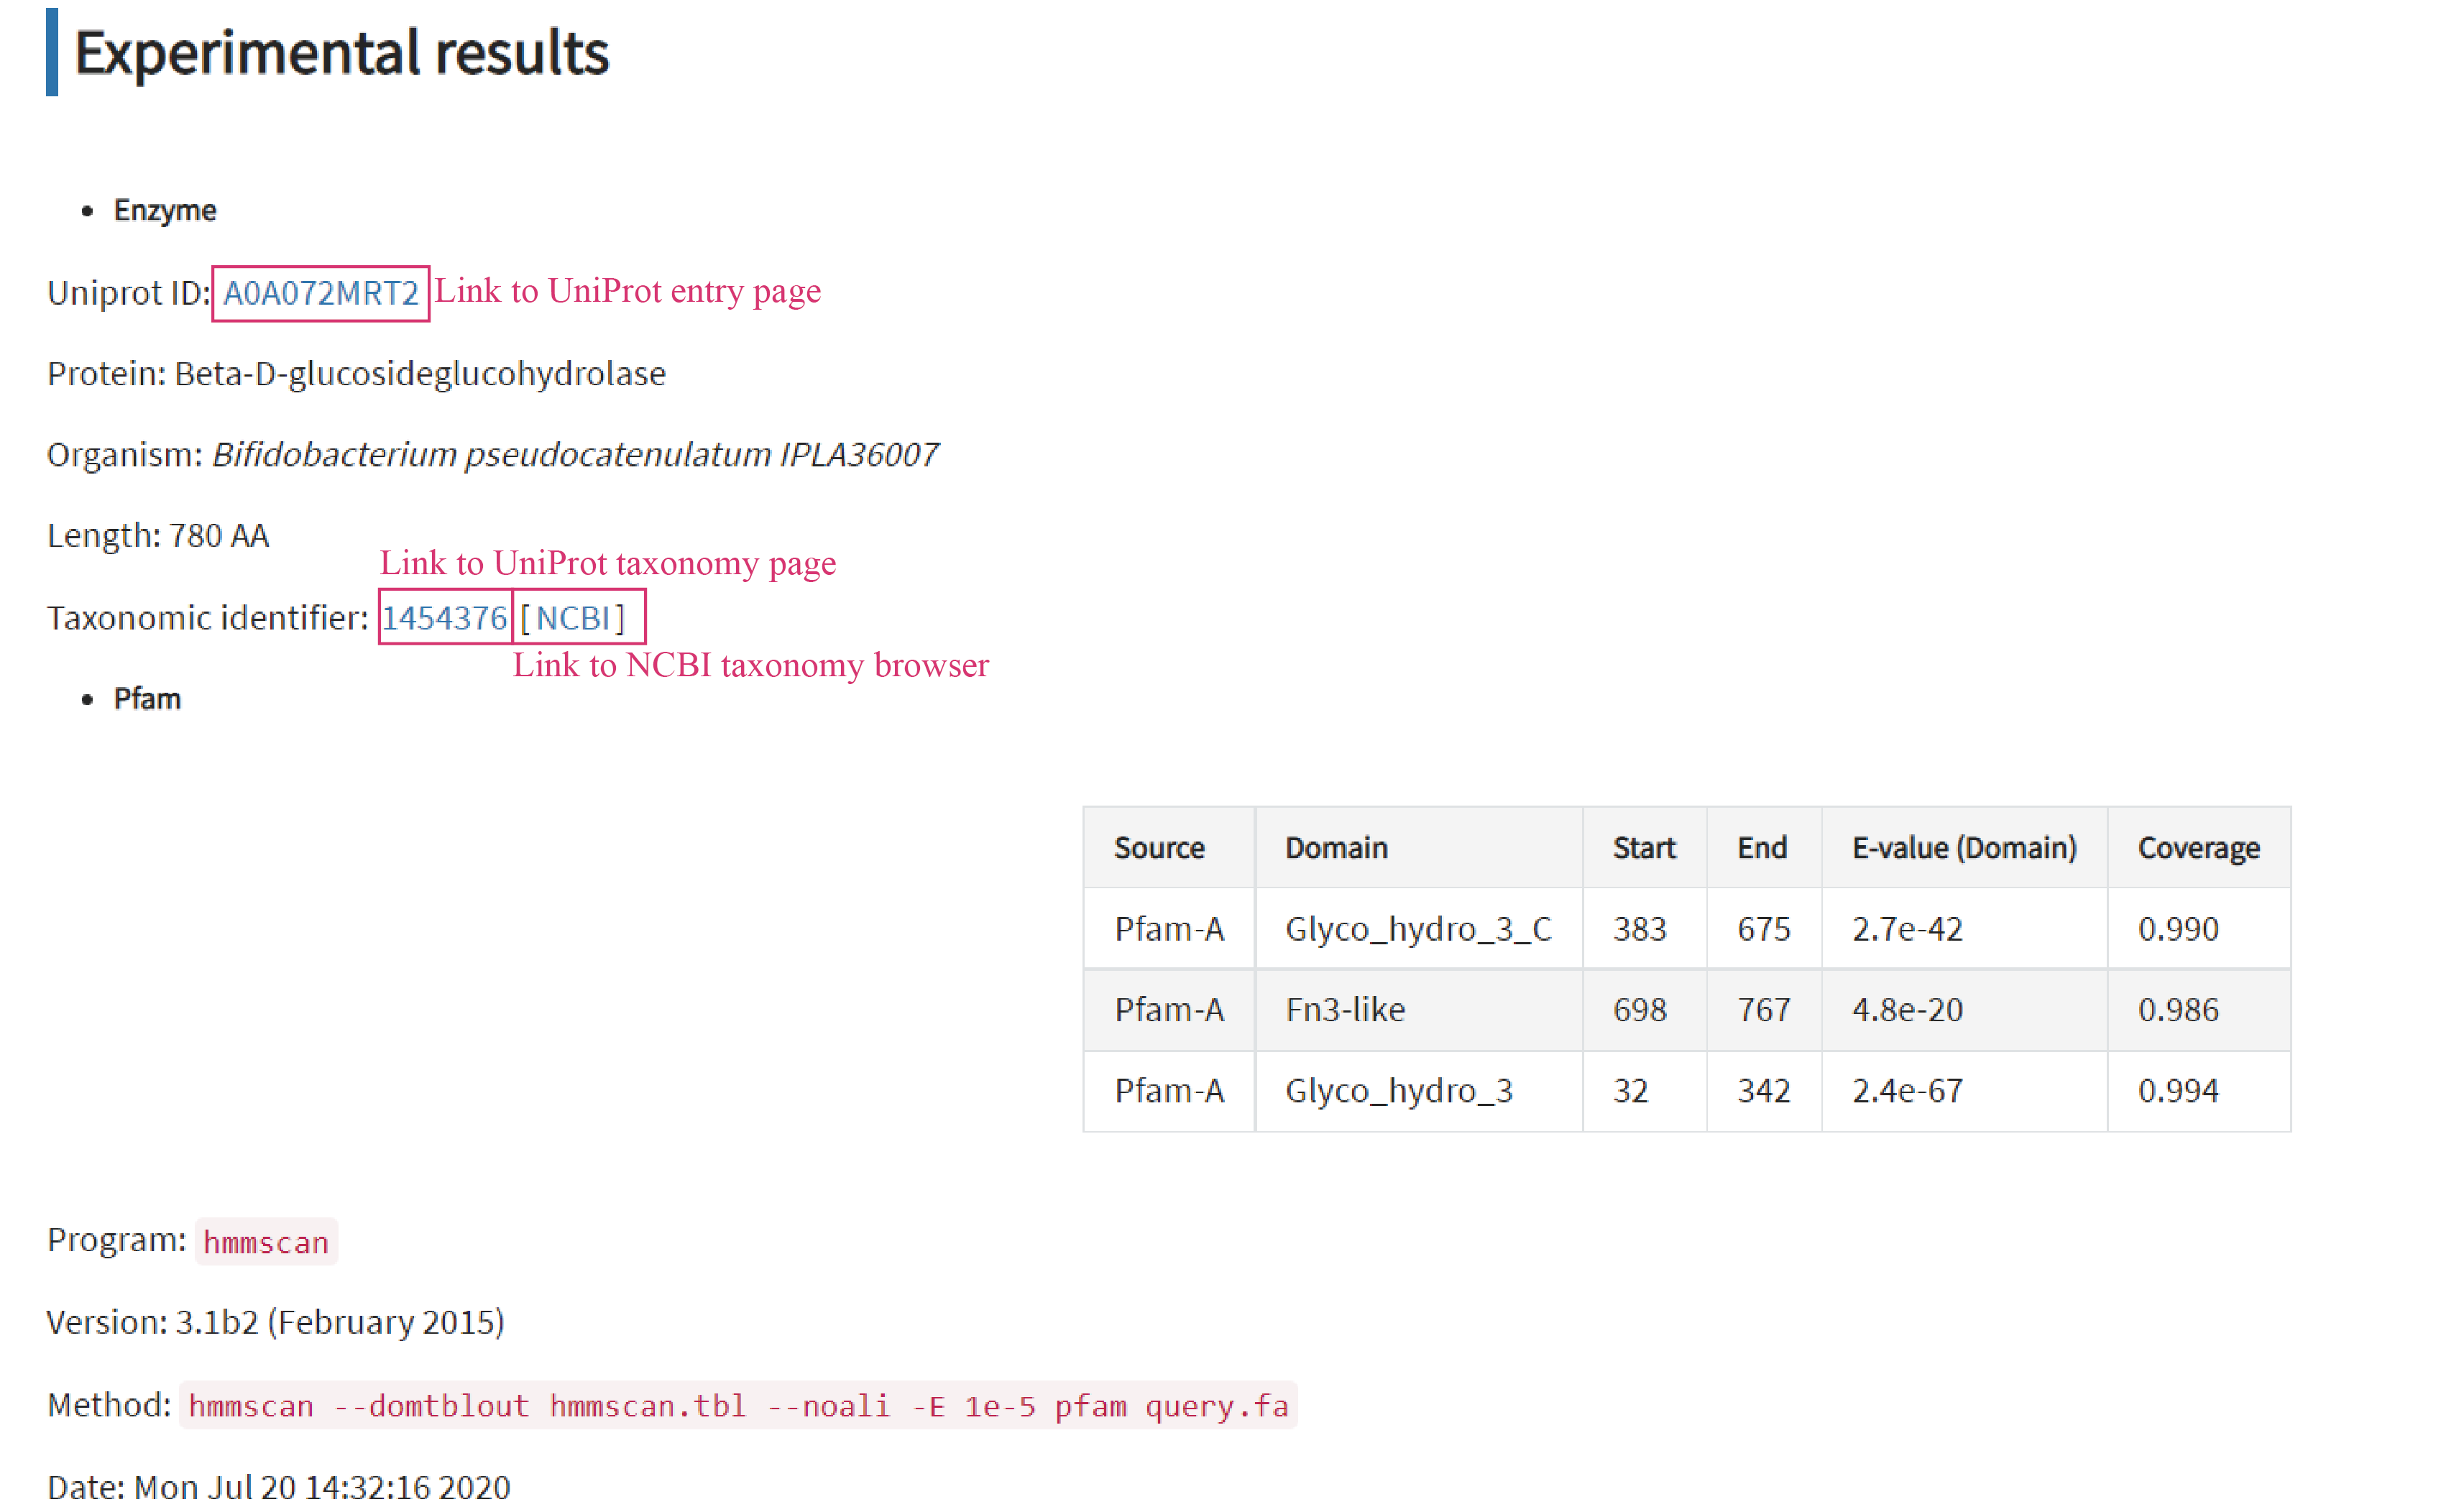 Experimental results
• Enzyme
Uniprot ID: A0A072MRT2 Link to UniProt entry page
Protein: Beta-D-glucosideglucohydrolase
Organism: Bifidobacterium pseudocatenulatum IPLA36007
Length: 780 AA
Link to UniProt taxonomy page
Taxonomic identifier: 1454376 [ NCBI ]
Link to NCBI taxonomy browser
• Pfam
Source Domain Start End E-value (Domain) Coverage
Pfam-A Glyco_hydro_3_C 383 675 2.7e-42 0.990
Pfam-A Fn3-like 698 767 4.8e-20 0.986
Pfam-A Glyco_hydro_3 32 342 2.4e-67 0.994
Program: hmmscan
Version: 3.1b2 (February 2015)
Method: hmmscan --domtblout hmmscan.tbl --noali -E 1e-5 pfam query.fa
Date: Mon Jul 20 14:32:16 2020